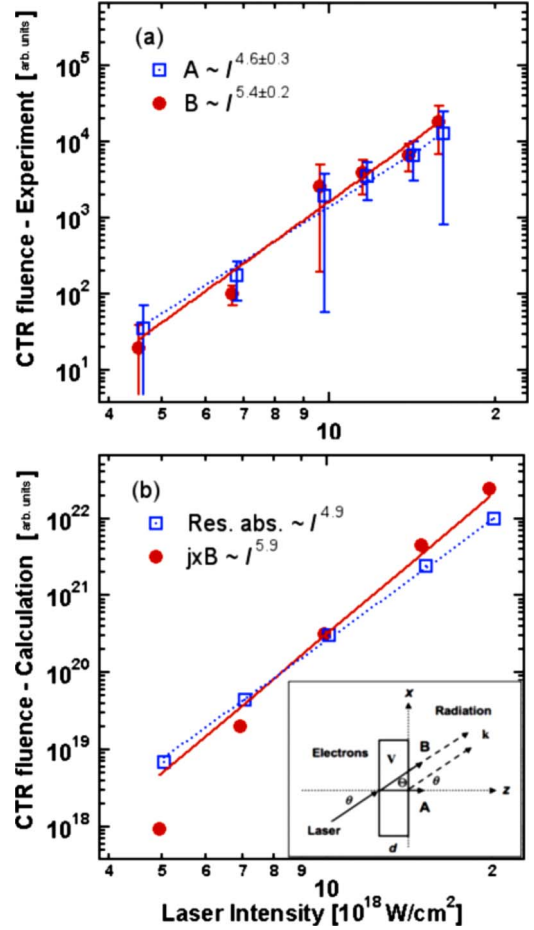 (a)
A ~ I^4.6±0.3
B ~ I^5.4±0.2
CTR fluence - Experiment [arb. units]
10^5
10^4
10^3
10^2
10^1
4 5 6 7 8 9 10 2
(b)
Res. abs. ~ I^4.9
jxB ~ I^5.9
CTR fluence - Calculation [arb. units]
10^22
10^21
10^20
10^19
10^18
x
Radiation
Electrons
V
B
k
Θ
θ
θ
z
A
Laser
d
4 5 6 7 8 9 10 2
Laser Intensity [10^18 W/cm^2]